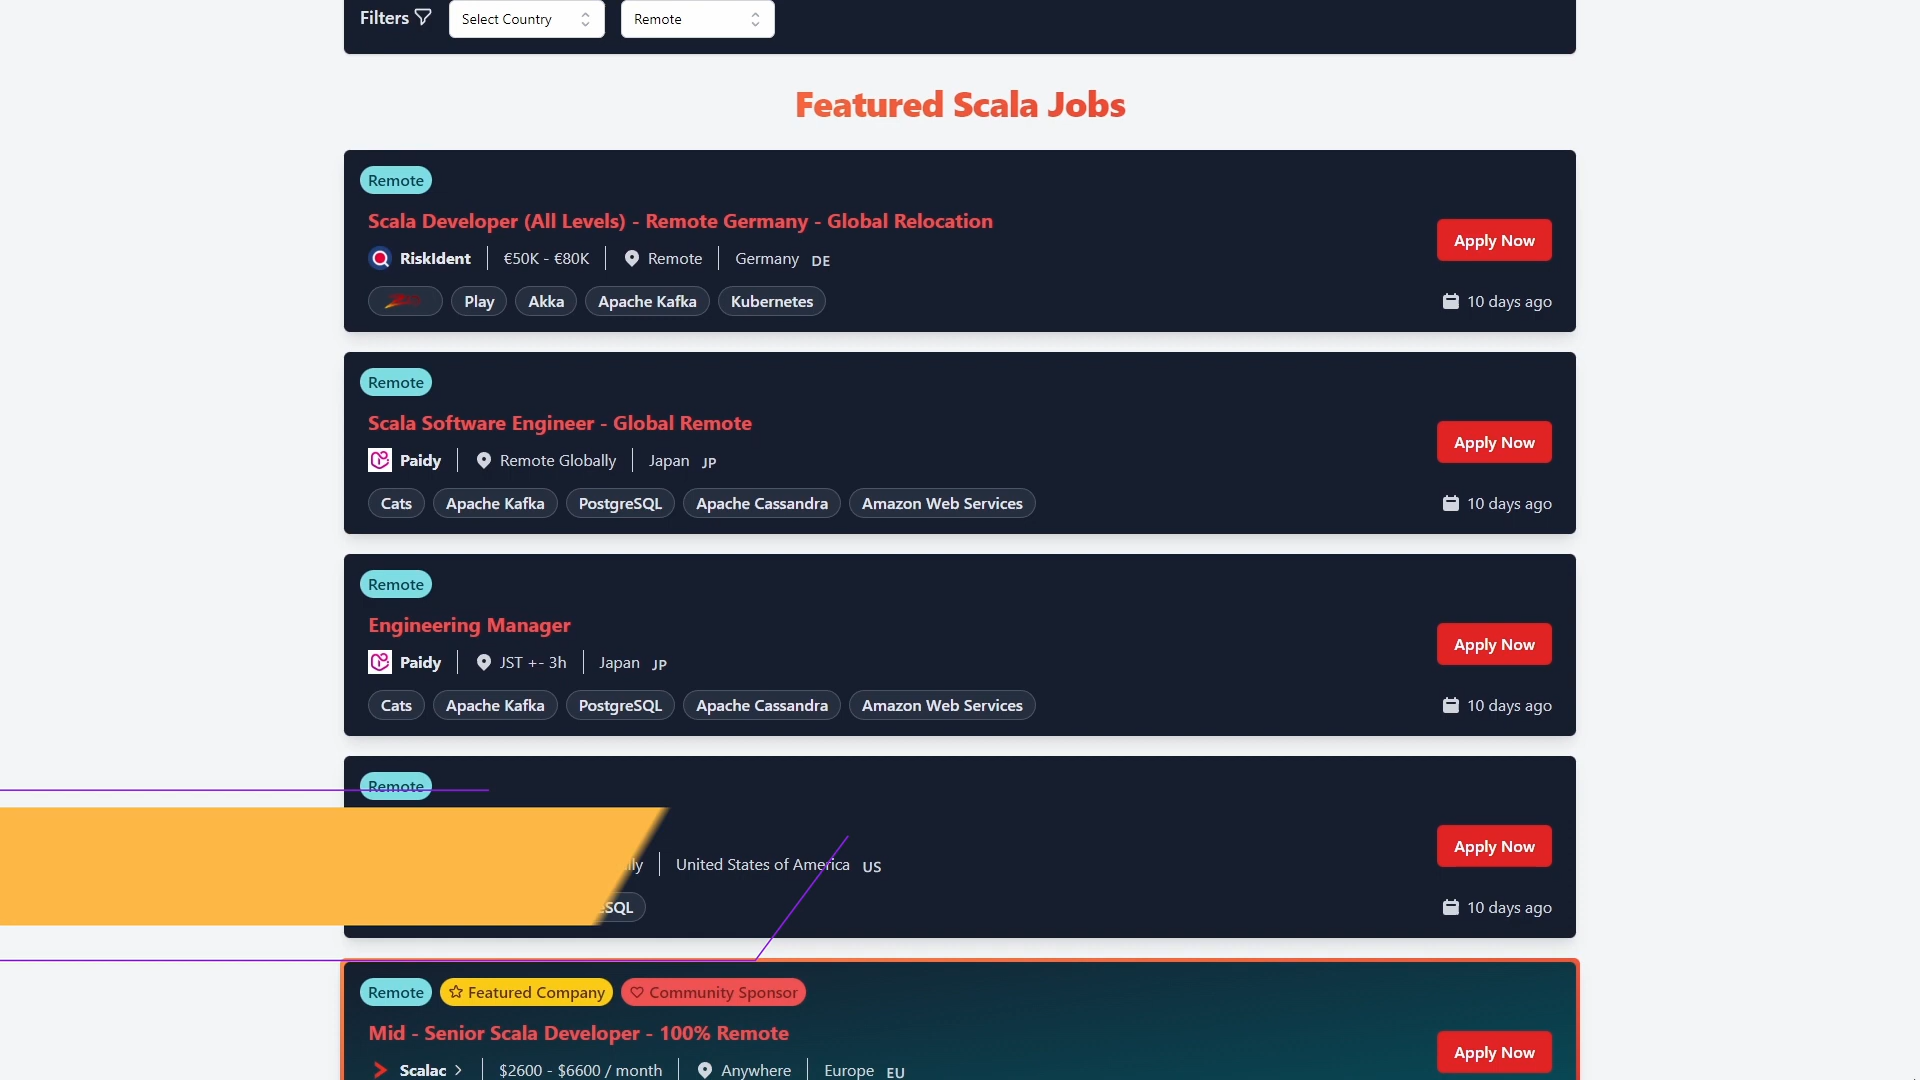 Filters Select Country Remote
Featured Scala Jobs
Remote
Scala Developer (All Levels) - Remote Germany - Global Relocation
Apply Now
RiskIdent €50K - €80K Remote Germany DE
Play Akka Apache Kafka Kubernetes 10 days ago
Remote
Scala Software Engineer - Global Remote
Apply Now
Paidy Remote Globally Japan JP
Cats Apache Kafka PostgreSQL Apache Cassandra Amazon Web Services 10 days ago
Remote
Engineering Manager
Apply Now
Paidy JST +- 3h Japan JP
Cats Apache Kafka PostgreSQL Apache Cassandra Amazon Web Services 10 days ago
Remote
Apply Now
United States of America US
SQL 10 days ago
Remote Featured Company Community Sponsor
Mid - Senior Scala Developer - 100% Remote
Apply Now
Scalac $2600 - $6600 / month Anywhere Europe EU